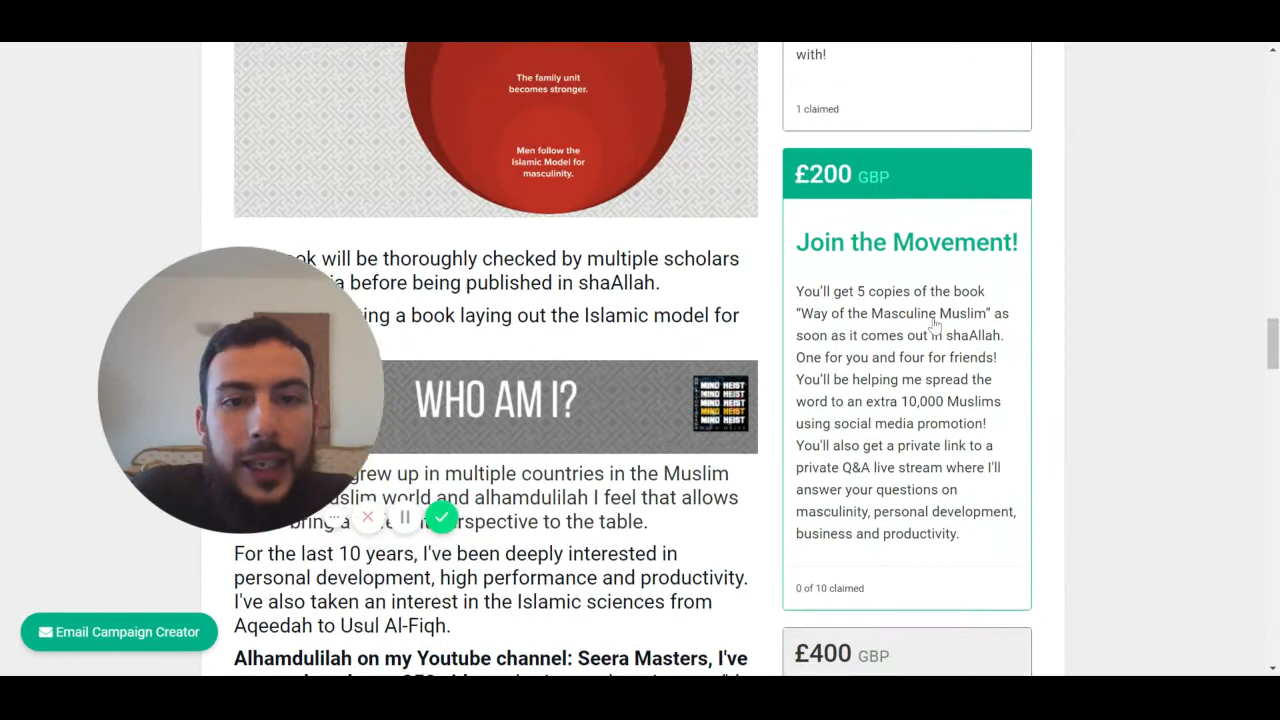 The family unit
becomes stronger.
Men follow the
Islamic Model for
masculinity.
will be thoroughly checked by multiple scholars
before being published in shaAllah.
a book laying out the Islamic model for
WHO AM I?
MIND HEIST
MIND HEIST
MIND HEIST
MIND HEIST
MIND HEIST
grew up in multiple countries in the Muslim
world and alhamdulilah I feel that allows
to the table.
For the last 10 years, I've been deeply interested in
personal development, high performance and productivity.
I've also taken an interest in the Islamic sciences from
Aqeedah to Usul Al-Fiqh.
Alhamdulilah on my Youtube channel: Seera Masters, I've
Email Campaign Creator
with!
1 claimed
£200 GBP
Join the Movement!
You’ll get 5 copies of the book
“Way of the Masculine Muslim” as
soon as it comes out in shaAllah.
One for you and four for friends!
You’ll be helping me spread the
word to an extra 10,000 Muslims
using social media promotion!
You'll also get a private link to a
private Q&A live stream where I'll
answer your questions on
masculinity, personal development,
business and productivity.
0 of 10 claimed
£400 GBP